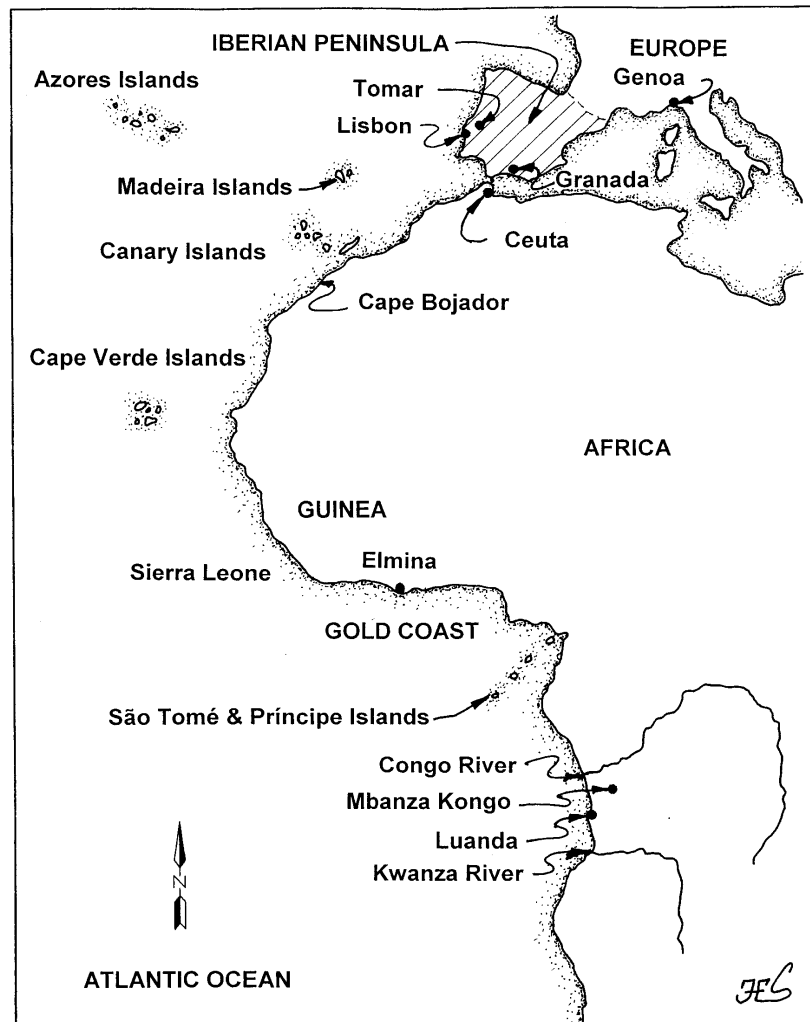 IBERIAN PENINSULA
EUROPE
Genoa
Azores Islands
Tomar
Lisbon
Madeira Islands
Granada
Canary Islands
Ceuta
Cape Bojador
Cape Verde Islands
AFRICA
GUINEA
Sierra Leone
Elmina
GOLD COAST
São Tomé & Príncipe Islands
Congo River
Mbanza Kongo
Luanda
Kwanza River
N
ATLANTIC OCEAN